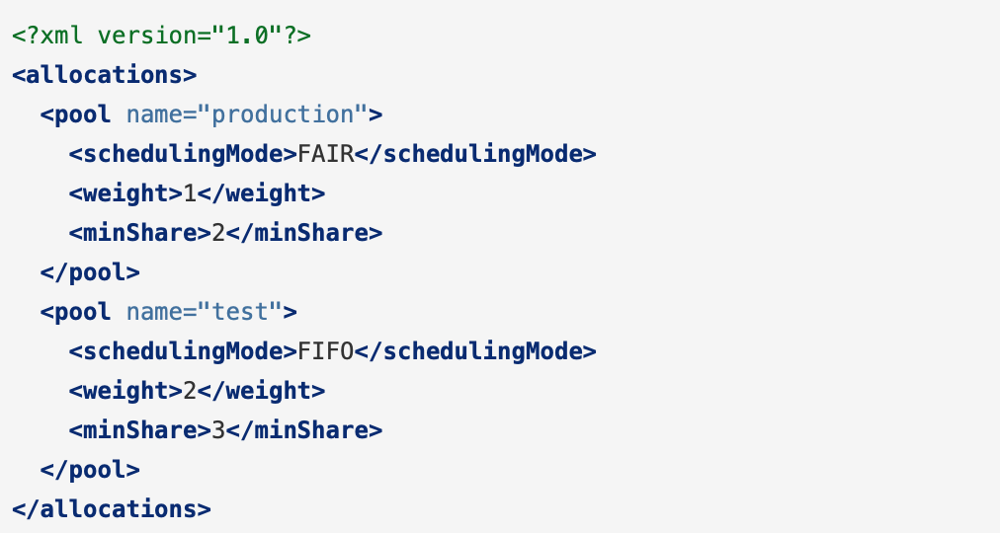 <?xml version="1.0"?>
<allocations>
  <pool name="production">
    <schedulingMode>FAIR</schedulingMode>
    <weight>1</weight>
    <minShare>2</minShare>
  </pool>
  <pool name="test">
    <schedulingMode>FIFO</schedulingMode>
    <weight>2</weight>
    <minShare>3</minShare>
  </pool>
</allocations>